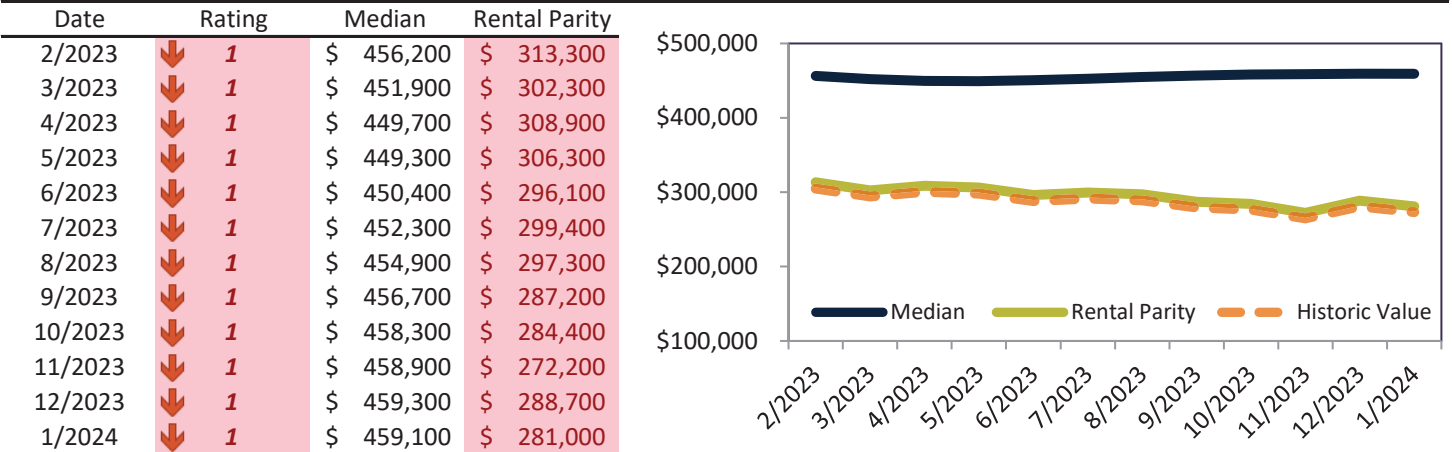 Date Rating Median Rental Parity
2/2023 1 $ 456,200 $ 313,300
3/2023 1 $ 451,900 $ 302,300
4/2023 1 $ 449,700 $ 308,900
5/2023 1 $ 449,300 $ 306,300
6/2023 1 $ 450,400 $ 296,100
7/2023 1 $ 452,300 $ 299,400
8/2023 1 $ 454,900 $ 297,300
9/2023 1 $ 456,700 $ 287,200
10/2023 1 $ 458,300 $ 284,400
11/2023 1 $ 458,900 $ 272,200
12/2023 1 $ 459,300 $ 288,700
1/2024 1 $ 459,100 $ 281,000
$500,000
$400,000
$300,000
$200,000
$100,000
Median Rental Parity Historic Value
2/2023 3/2023 4/2023 5/2023 6/2023 7/2023 8/2023 9/2023 10/2023 11/2023 12/2023 1/2024